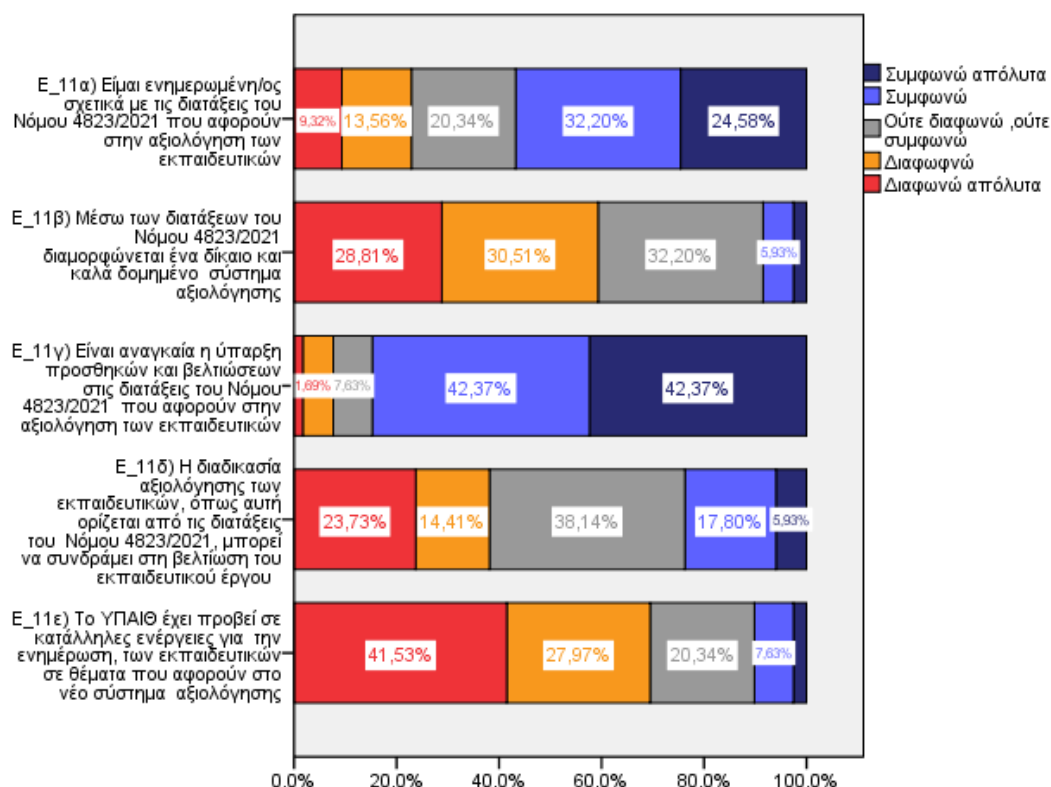 Ε_11α) Είμαι ενημερωμένη/ος
σχετικά με τις διατάξεις του
Νόμου 4823/2021 που αφορούν
στην αξιολόγηση των
εκπαιδευτικών
9,32% 13,56% 20,34% 32,20% 24,58%
Ε_11β) Μέσω των διατάξεων του
Νόμου 4823/2021
διαμορφώνεται ένα δίκαιο και
καλά δομημένο σύστημα
αξιολόγησης
28,81% 30,51% 32,20% 5,93%
Ε_11γ) Είναι αναγκαία η ύπαρξη
προσθηκών και βελτιώσεων
στις διατάξεις του Νόμου
4823/2021 που αφορούν στην
αξιολόγηση των εκπαιδευτικών
1,69% 7,63% 42,37% 42,37%
Ε_11δ) Η διαδικασία
αξιολόγησης των
εκπαιδευτικών, όπως αυτή
ορίζεται από τις διατάξεις
του Νόμου 4823/2021, μπορεί
να συνδράμει στη βελτίωση του
εκπαιδευτικού έργου
23,73% 14,41% 38,14% 17,80% 5,93%
Ε_11ε) Το ΥΠΑΙΘ έχει προβεί σε
κατάλληλες ενέργειες για την
ενημέρωση, των εκπαιδευτικών
σε θέματα που αφορούν στο
νέο σύστημα αξιολόγησης
41,53% 27,97% 20,34% 7,63%
0.0% 20.0% 40.0% 60.0% 80.0% 100.0%
Συμφωνώ απόλυτα
Συμφωνώ
Ούτε διαφωνώ ,ούτε
συμφωνώ
Διαφωφνώ
Διαφωνώ απόλυτα